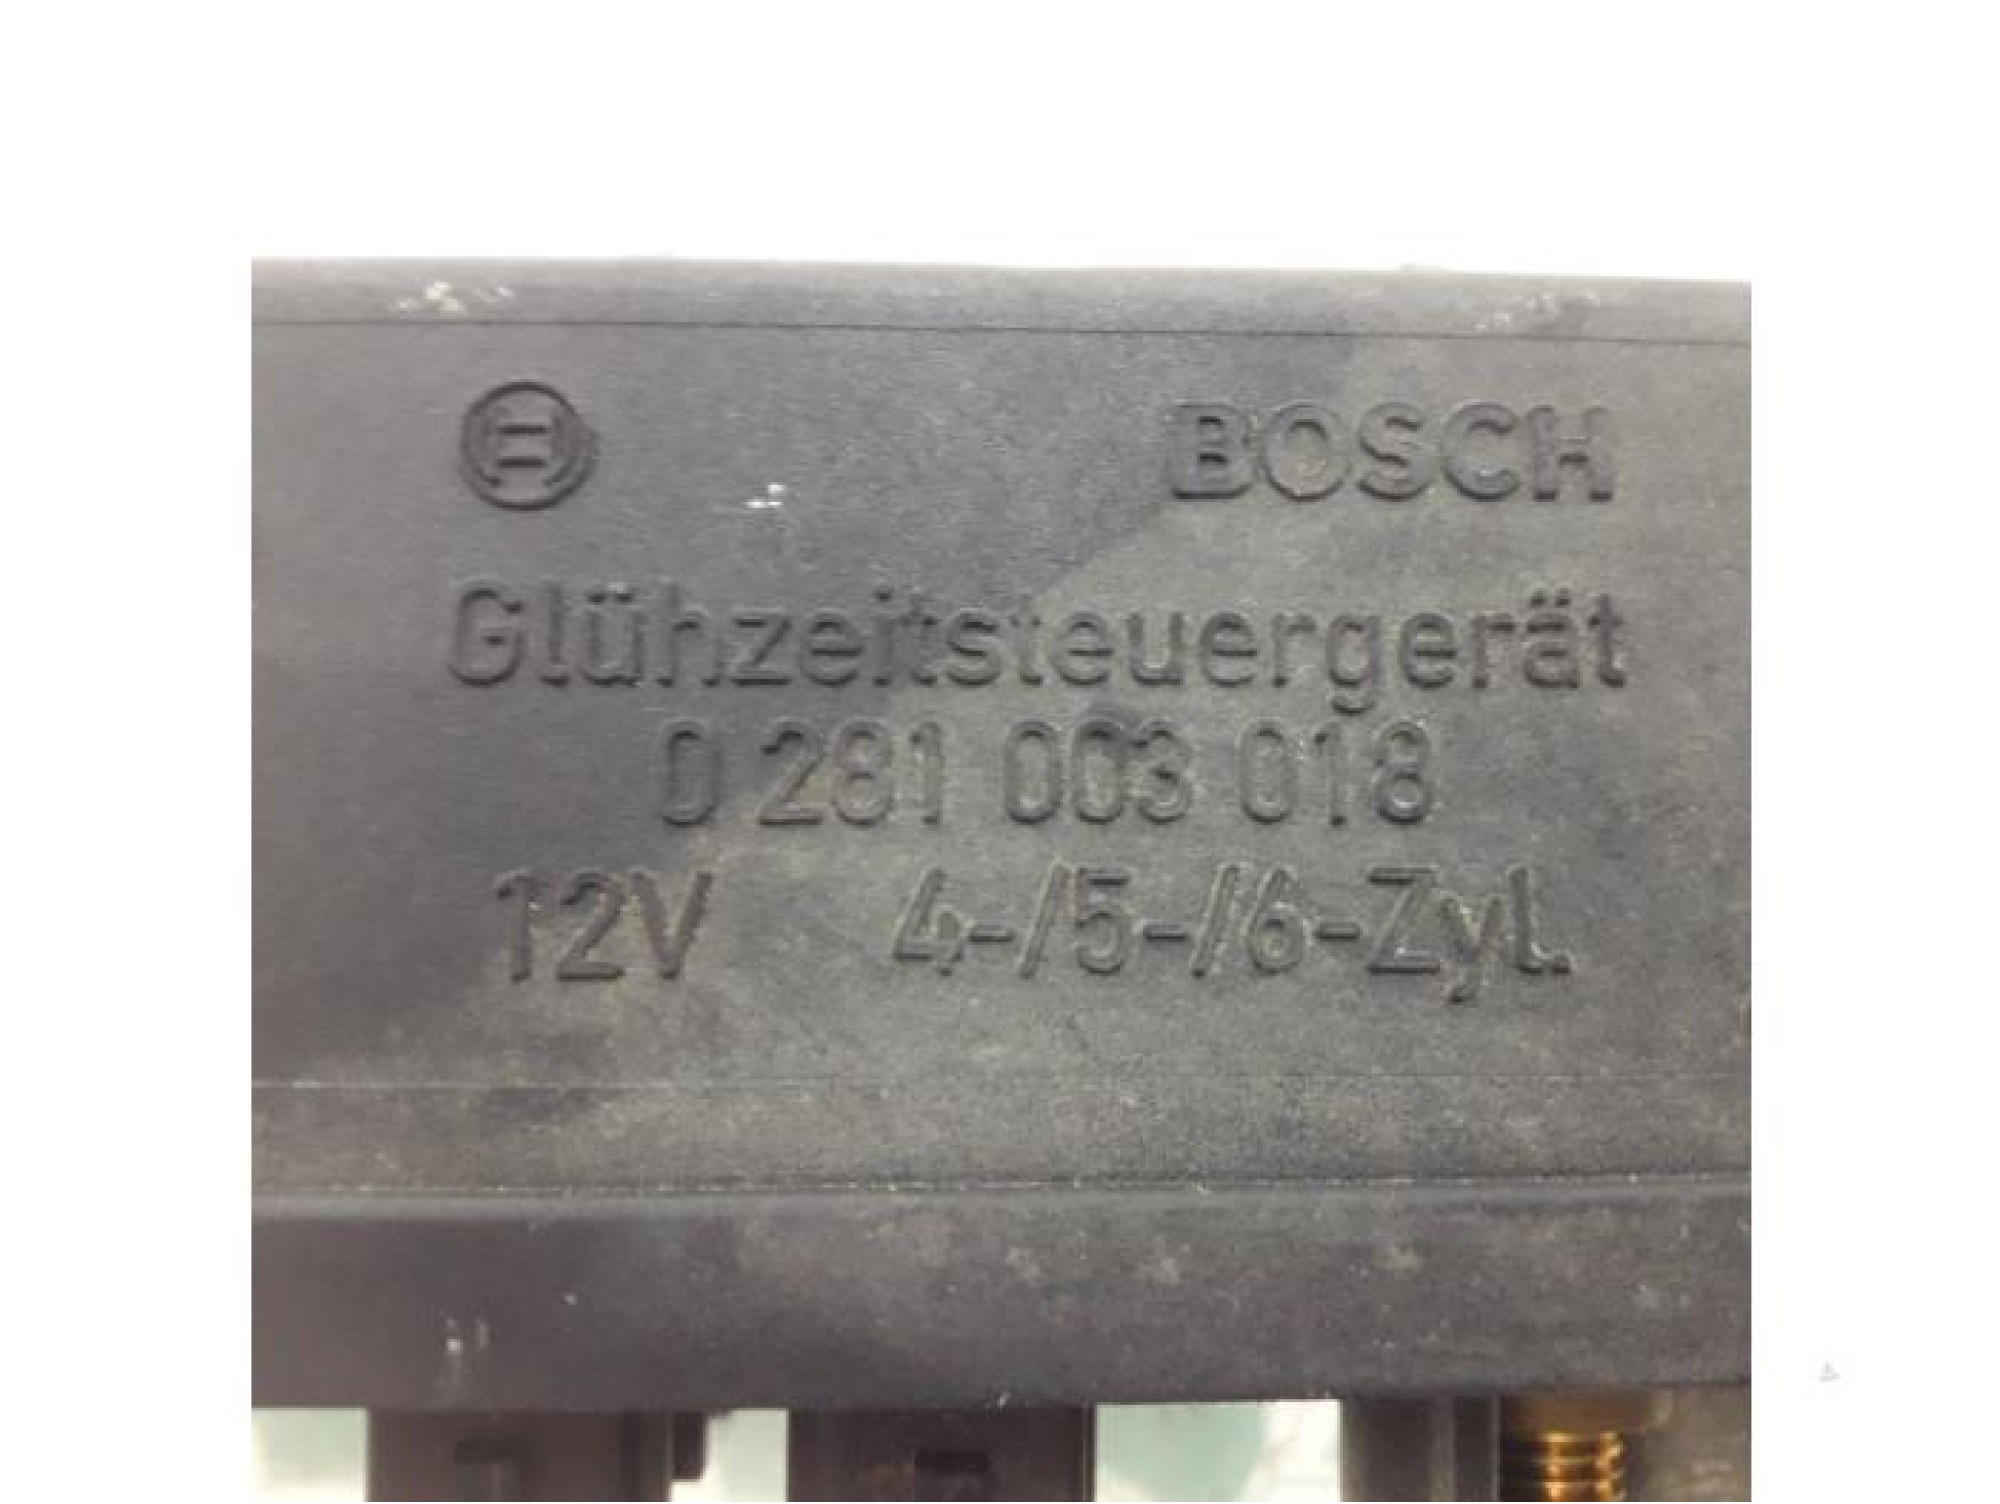 BOSCH
Glühzeitsteuergerät
0 281 003 018
12V 4-/5-/6-Zyl.